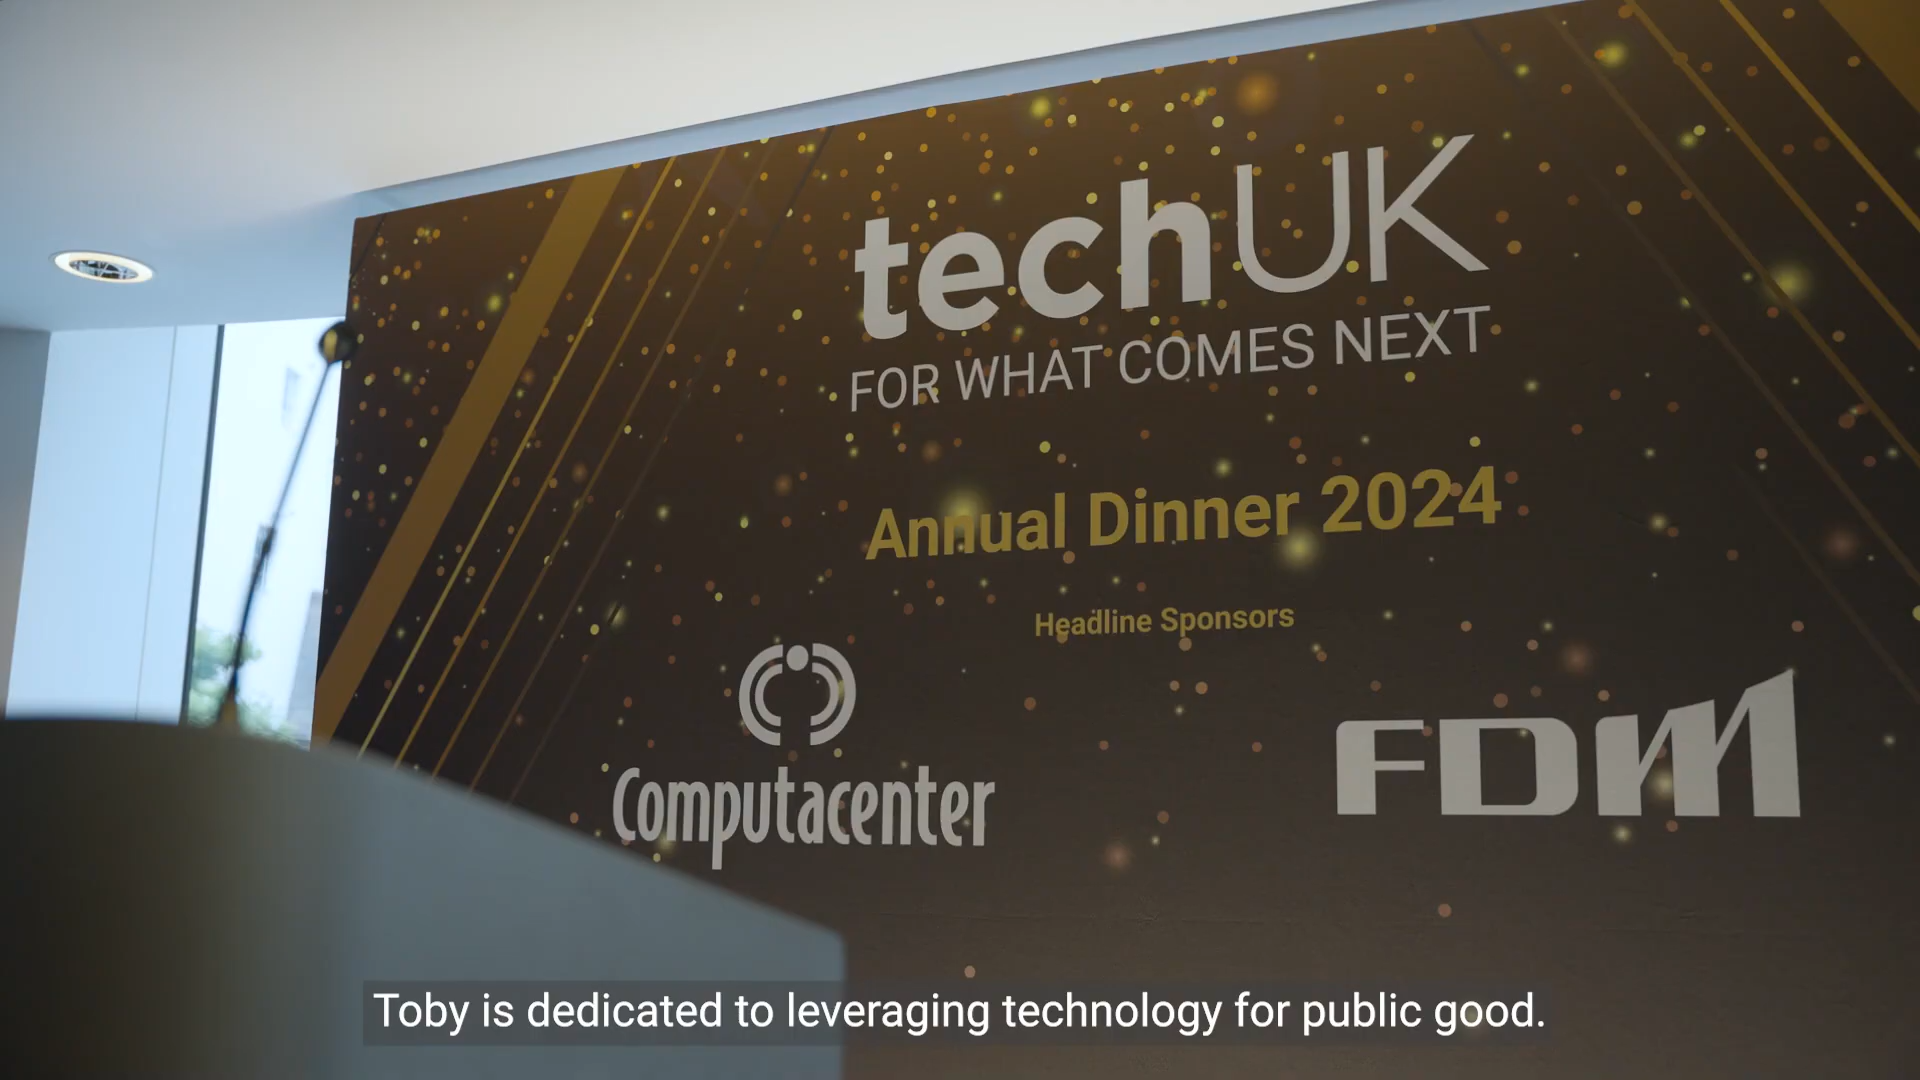 techUK
FOR WHAT COMES NEXT
Annual Dinner 2024
Headline Sponsors
Computacenter
FDM
Toby is dedicated to leveraging technology for public good.